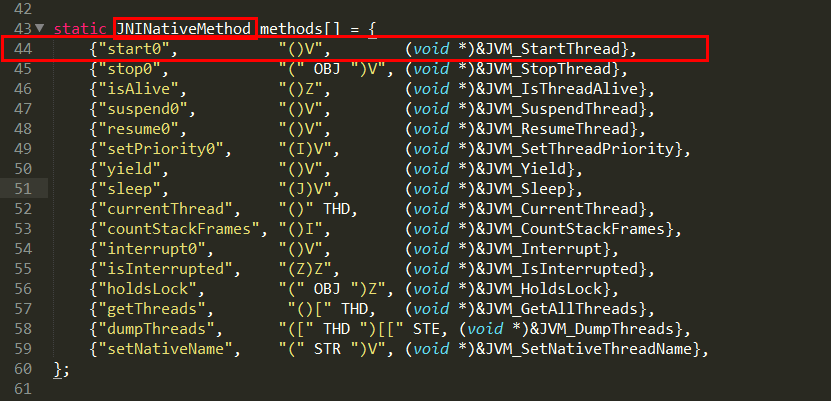 42
43 static JNINativeMethod methods[] = {
44 {"start0", "()V", (void *)&JVM_StartThread},
45 {"stop0", "(" OBJ ")V", (void *)&JVM_StopThread},
46 {"isAlive", "()Z", (void *)&JVM_IsThreadAlive},
47 {"suspend0", "()V", (void *)&JVM_SuspendThread},
48 {"resume0", "()V", (void *)&JVM_ResumeThread},
49 {"setPriority0", "(I)V", (void *)&JVM_SetThreadPriority},
50 {"yield", "()V", (void *)&JVM_Yield},
51 {"sleep", "(J)V", (void *)&JVM_Sleep},
52 {"currentThread", "()" THD, (void *)&JVM_CurrentThread},
53 {"countStackFrames", "()I", (void *)&JVM_CountStackFrames},
54 {"interrupt0", "()V", (void *)&JVM_Interrupt},
55 {"isInterrupted", "(Z)Z", (void *)&JVM_IsInterrupted},
56 {"holdsLock", "(" OBJ ")Z", (void *)&JVM_HoldsLock},
57 {"getThreads", "()[" THD, (void *)&JVM_GetAllThreads},
58 {"dumpThreads", "([" THD ")[[" STE, (void *)&JVM_DumpThreads},
59 {"setNativeName", "(" STR ")V", (void *)&JVM_SetNativeThreadName},
60 };
61